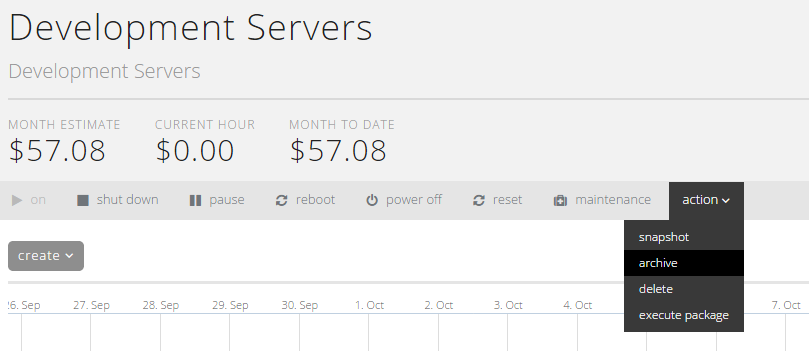 Development Servers
Development Servers
MONTH ESTIMATE CURRENT HOUR MONTH TO DATE
$57.08 $0.00 $57.08
on shut down pause reboot power off reset maintenance action
snapshot
create
archive
delete
execute package
26. Sep 27. Sep 28. Sep 29. Sep 30. Sep 1. Oct 2. Oct 3. Oct 4. Oct 7. Oct